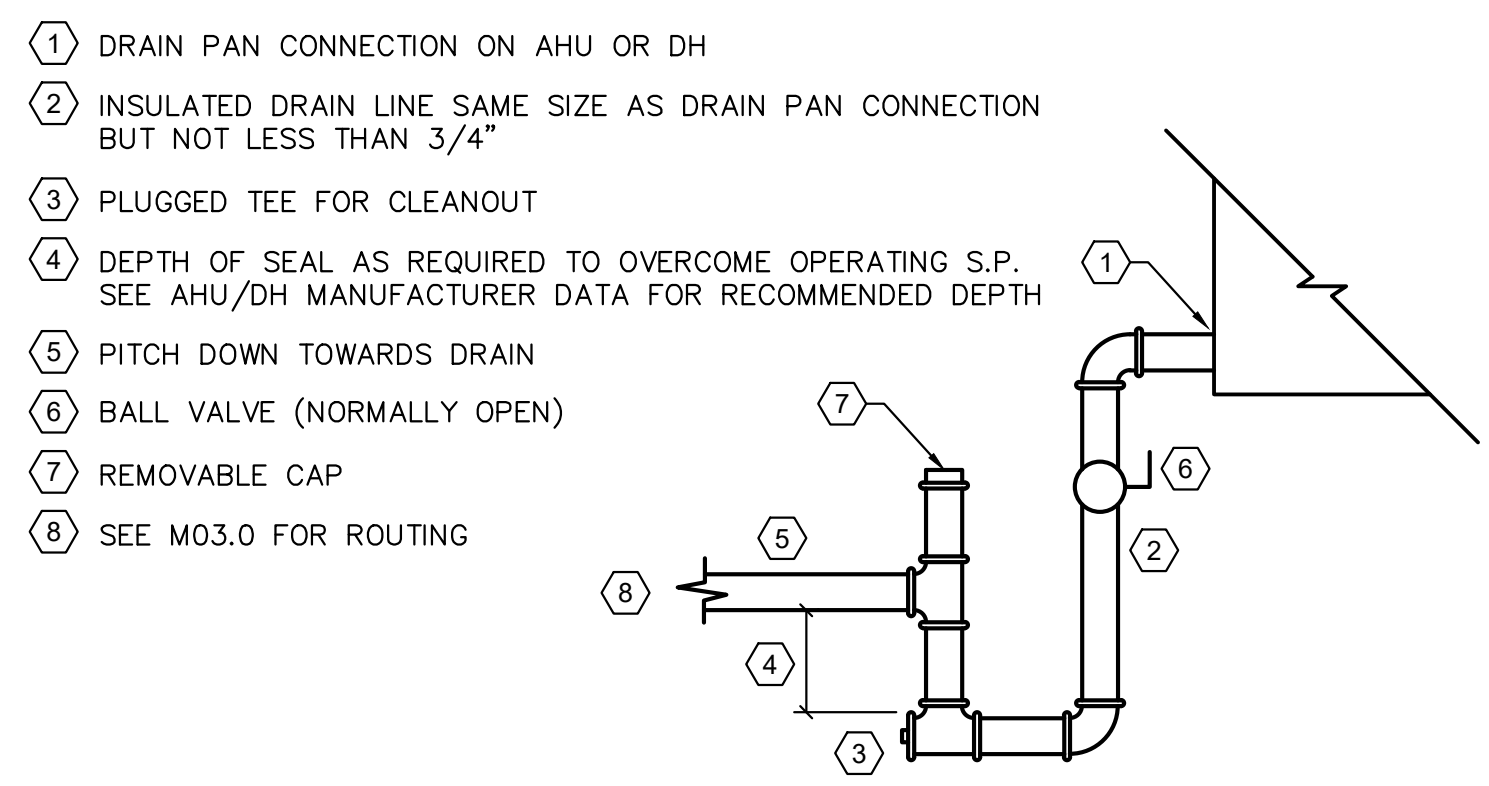 1 DRAIN PAN CONNECTION ON AHU OR DH
2 INSULATED DRAIN LINE SAME SIZE AS DRAIN PAN CONNECTION
BUT NOT LESS THAN 3/4”
3 PLUGGED TEE FOR CLEANOUT
4 DEPTH OF SEAL AS REQUIRED TO OVERCOME OPERATING S.P.
SEE AHU/DH MANUFACTURER DATA FOR RECOMMENDED DEPTH
5 PITCH DOWN TOWARDS DRAIN
6 BALL VALVE (NORMALLY OPEN)
7 REMOVABLE CAP
8 SEE M03.0 FOR ROUTING
1
7
6
5
2
8
4
3